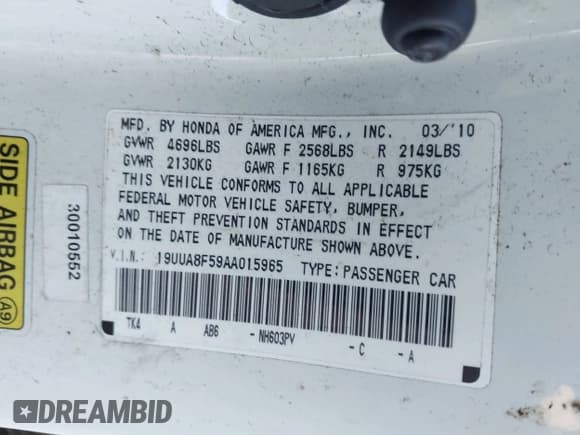 MFD. BY HONDA OF AMERICA MFG., INC. 03/'10
GVWR 4696LBS GAWR F 2568LBS R 2149LBS
GVWR 2130KG GAWR F 1165KG R 975KG
THIS VEHICLE CONFORMS TO ALL APPLICABLE
FEDERAL MOTOR VEHICLE SAFETY, BUMPER,
AND THEFT PREVENTION STANDARDS IN EFFECT
ON THE DATE OF MANUFACTURE SHOWN ABOVE.
V.I.N.: 19UUA8F59AA015965 TYPE:PASSENGER CAR
TK4 A AB6 - NH603PV - C - A
SIDE AIRBAG A9
30010552
DREAMBID